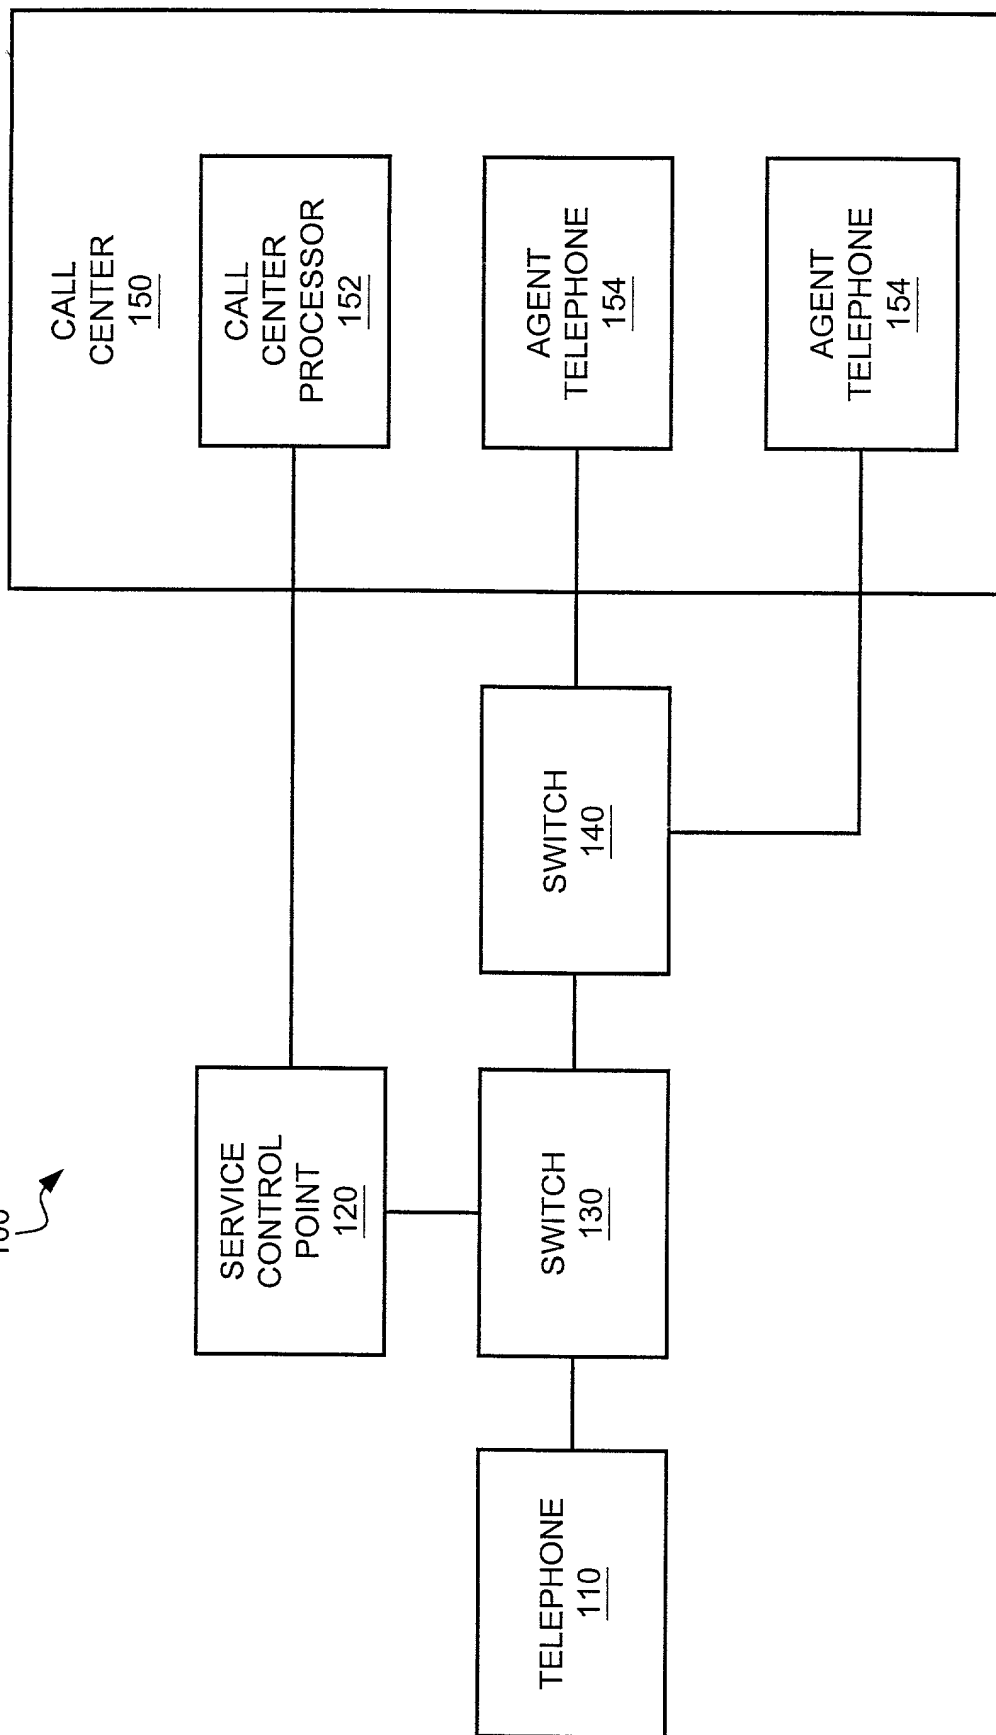 100
CALL
CENTER
150
CALL
CENTER
PROCESSOR
152
SERVICE
CONTROL
POINT
120
TELEPHONE
110
SWITCH
130
SWITCH
140
AGENT
TELEPHONE
154
AGENT
TELEPHONE
154